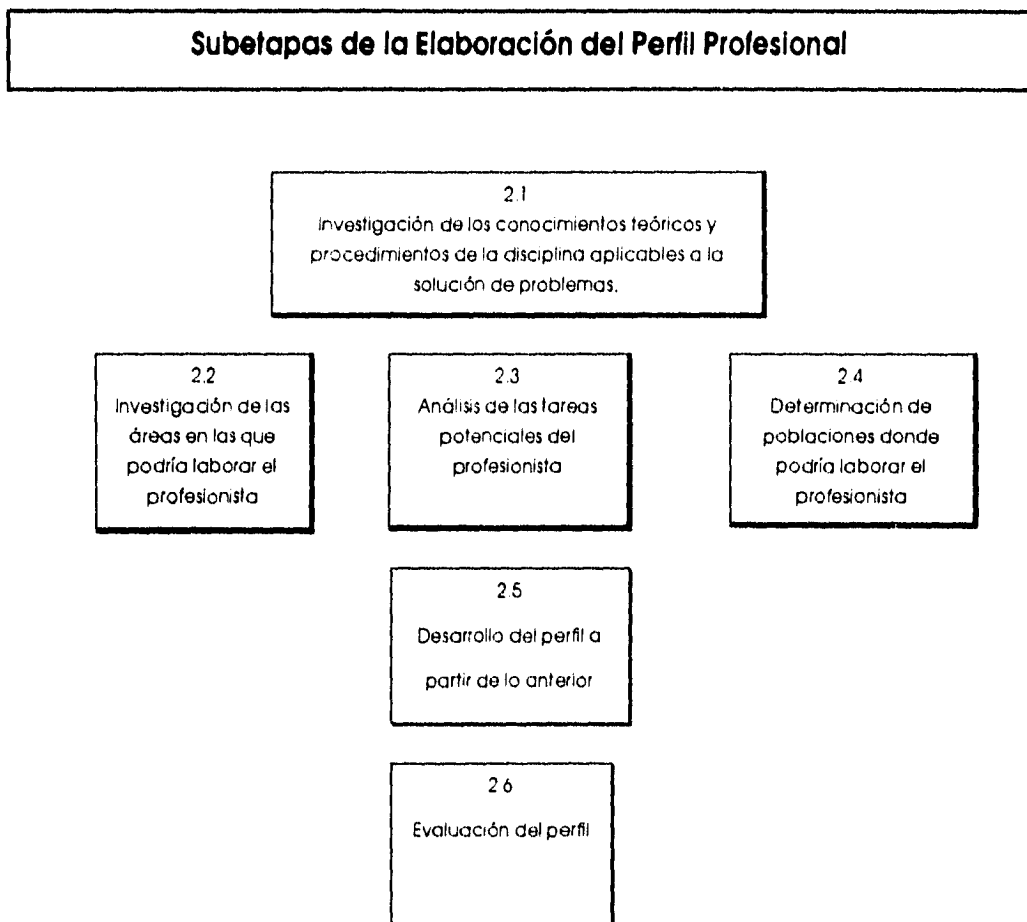 Subetapas de la Elaboración del Perfil Profesional
2.1
Investigación de los conocimientos teóricos y
procedimientos de la disciplina aplicables a la
solución de problemas.
2.2
Investigación de las
áreas en las que
podría laborar el
profesionista
2.3
Análisis de las tareas
potenciales del
profesionista
2.4
Determinación de
poblaciones donde
podría laborar el
profesionista
2.5
Desarrollo del perfil a
partir de lo anterior
2.6
Evaluación del perfil